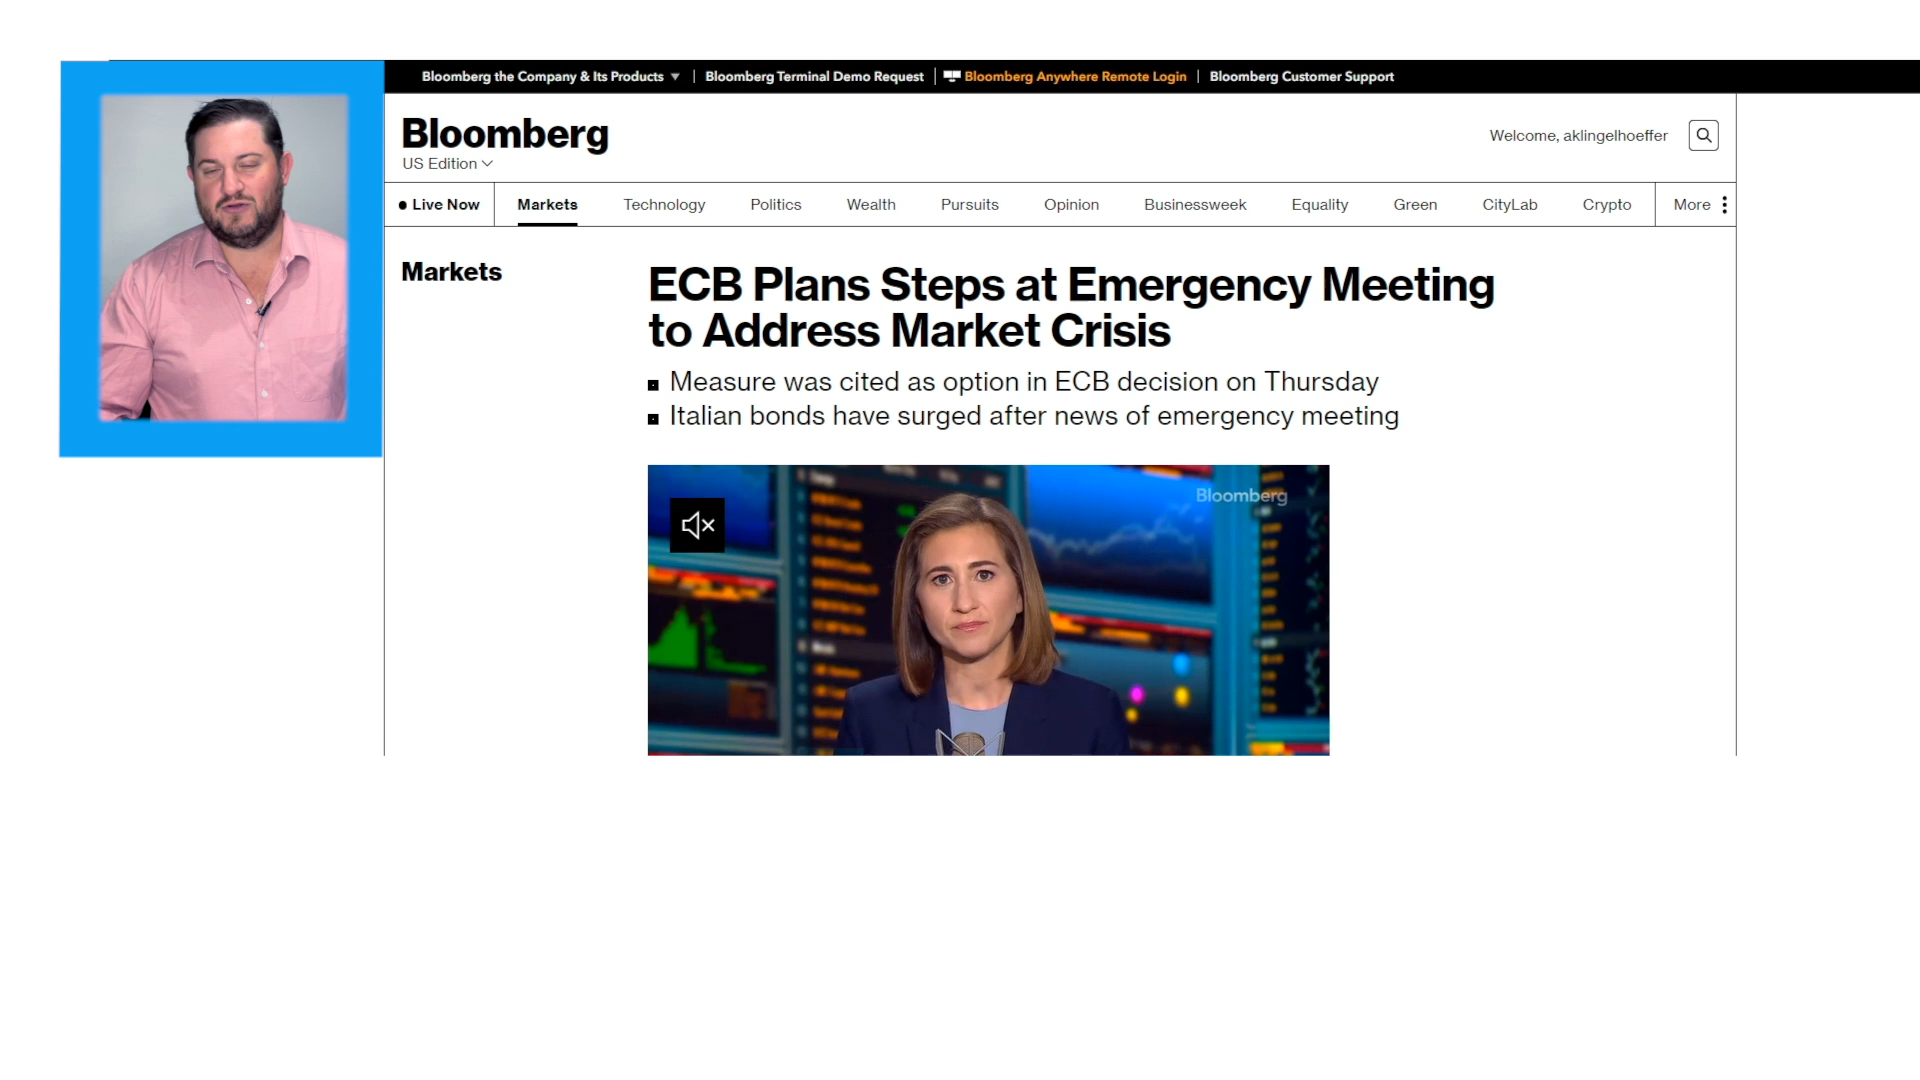 Bloomberg the Company & Its Products ▼ | Bloomberg Terminal Demo Request | Bloomberg Anywhere Remote Login | Bloomberg Customer Support
Bloomberg
US Edition
Welcome, aklingelhoeffer
Live Now
Markets
Technology
Politics
Wealth
Pursuits
Opinion
Businessweek
Equality
Green
CityLab
Crypto
More
Markets
ECB Plans Steps at Emergency Meeting
to Address Market Crisis
Measure was cited as option in ECB decision on Thursday
Italian bonds have surged after news of emergency meeting
Bloomberg